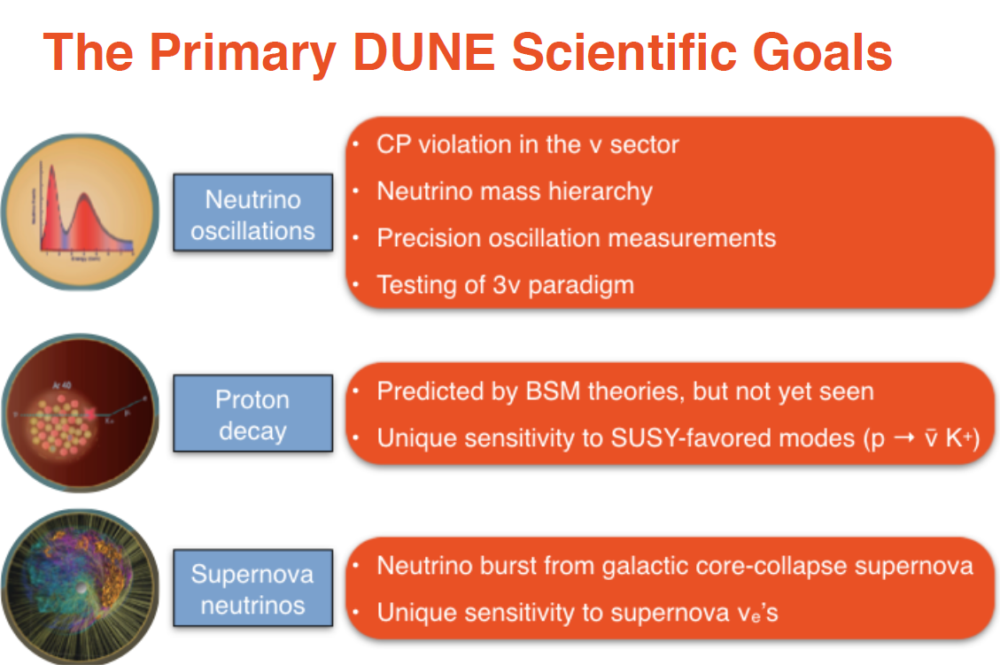 The Primary DUNE Scientific Goals
Neutrino
oscillations
• CP violation in the ν sector
• Neutrino mass hierarchy
• Precision oscillation measurements
• Testing of 3ν paradigm
Ar 40
Proton
decay
• Predicted by BSM theories, but not yet seen
• Unique sensitivity to SUSY-favored modes (p → ν̄ K⁺)
Supernova
neutrinos
• Neutrino burst from galactic core-collapse supernova
• Unique sensitivity to supernova νₑ’s